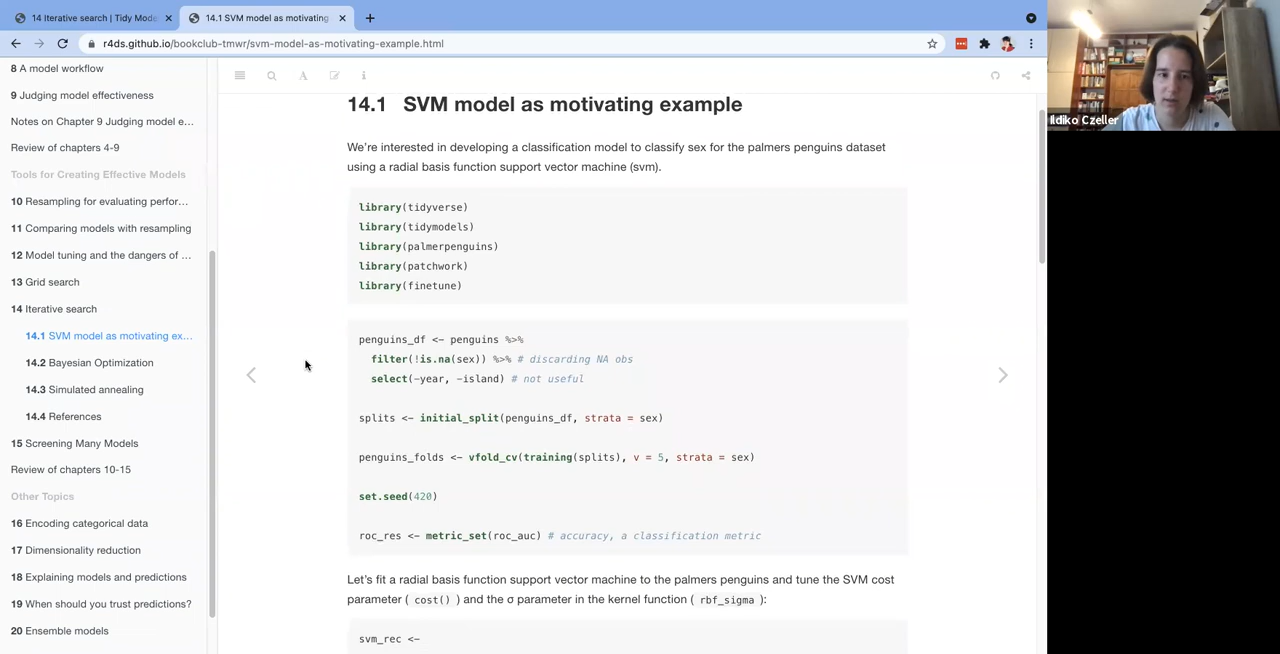 14 Iterative search | Tidy Mode
14.1 SVM model as motivating
r4ds.github.io/bookclub-tmwr/svm-model-as-motivating-example.html
8 A model workflow
9 Judging model effectiveness
Notes on Chapter 9 Judging model e…
Review of chapters 4-9
Tools for Creating Effective Models
10 Resampling for evaluating perfor…
11 Comparing models with resampling
12 Model tuning and the dangers of …
13 Grid search
14 Iterative search
14.1 SVM model as motivating ex…
14.2 Bayesian Optimization
14.3 Simulated annealing
14.4 References
15 Screening Many Models
Review of chapters 10-15
Other Topics
16 Encoding categorical data
17 Dimensionality reduction
18 Explaining models and predictions
19 When should you trust predictions?
20 Ensemble models
14.1 SVM model as motivating example
We're interested in developing a classification model to classify sex for the palmers penguins dataset
using a radial basis function support vector machine (svm).
library(tidyverse)
library(tidymodels)
library(palmerpenguins)
library(patchwork)
library(finetune)
penguins_df <- penguins %>%
filter(!is.na(sex)) %>% # discarding NA obs
select(-year, -island) # not useful
splits <- initial_split(penguins_df, strata = sex)
penguins_folds <- vfold_cv(training(splits), v = 5, strata = sex)
set.seed(420)
roc_res <- metric_set(roc_auc) # accuracy, a classification metric
Let's fit a radial basis function support vector machine to the palmers penguins and tune the SVM cost
parameter ( cost() ) and the σ parameter in the kernel function ( rbf_sigma ):
svm_rec <-
Ildiko Czeller